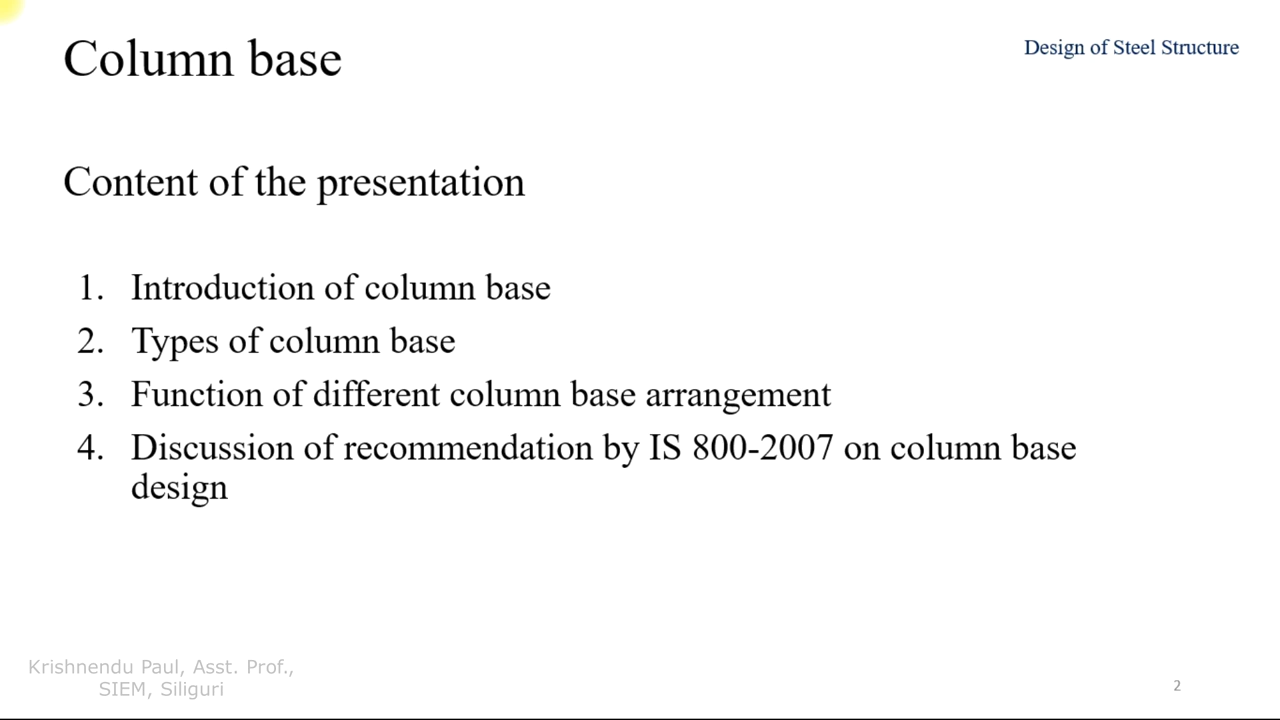 Column base
Design of Steel Structure
Content of the presentation
1. Introduction of column base
2. Types of column base
3. Function of different column base arrangement
4. Discussion of recommendation by IS 800-2007 on column base
design
Krishnendu Paul, Asst. Prof.,
SIEM, Siliguri
2